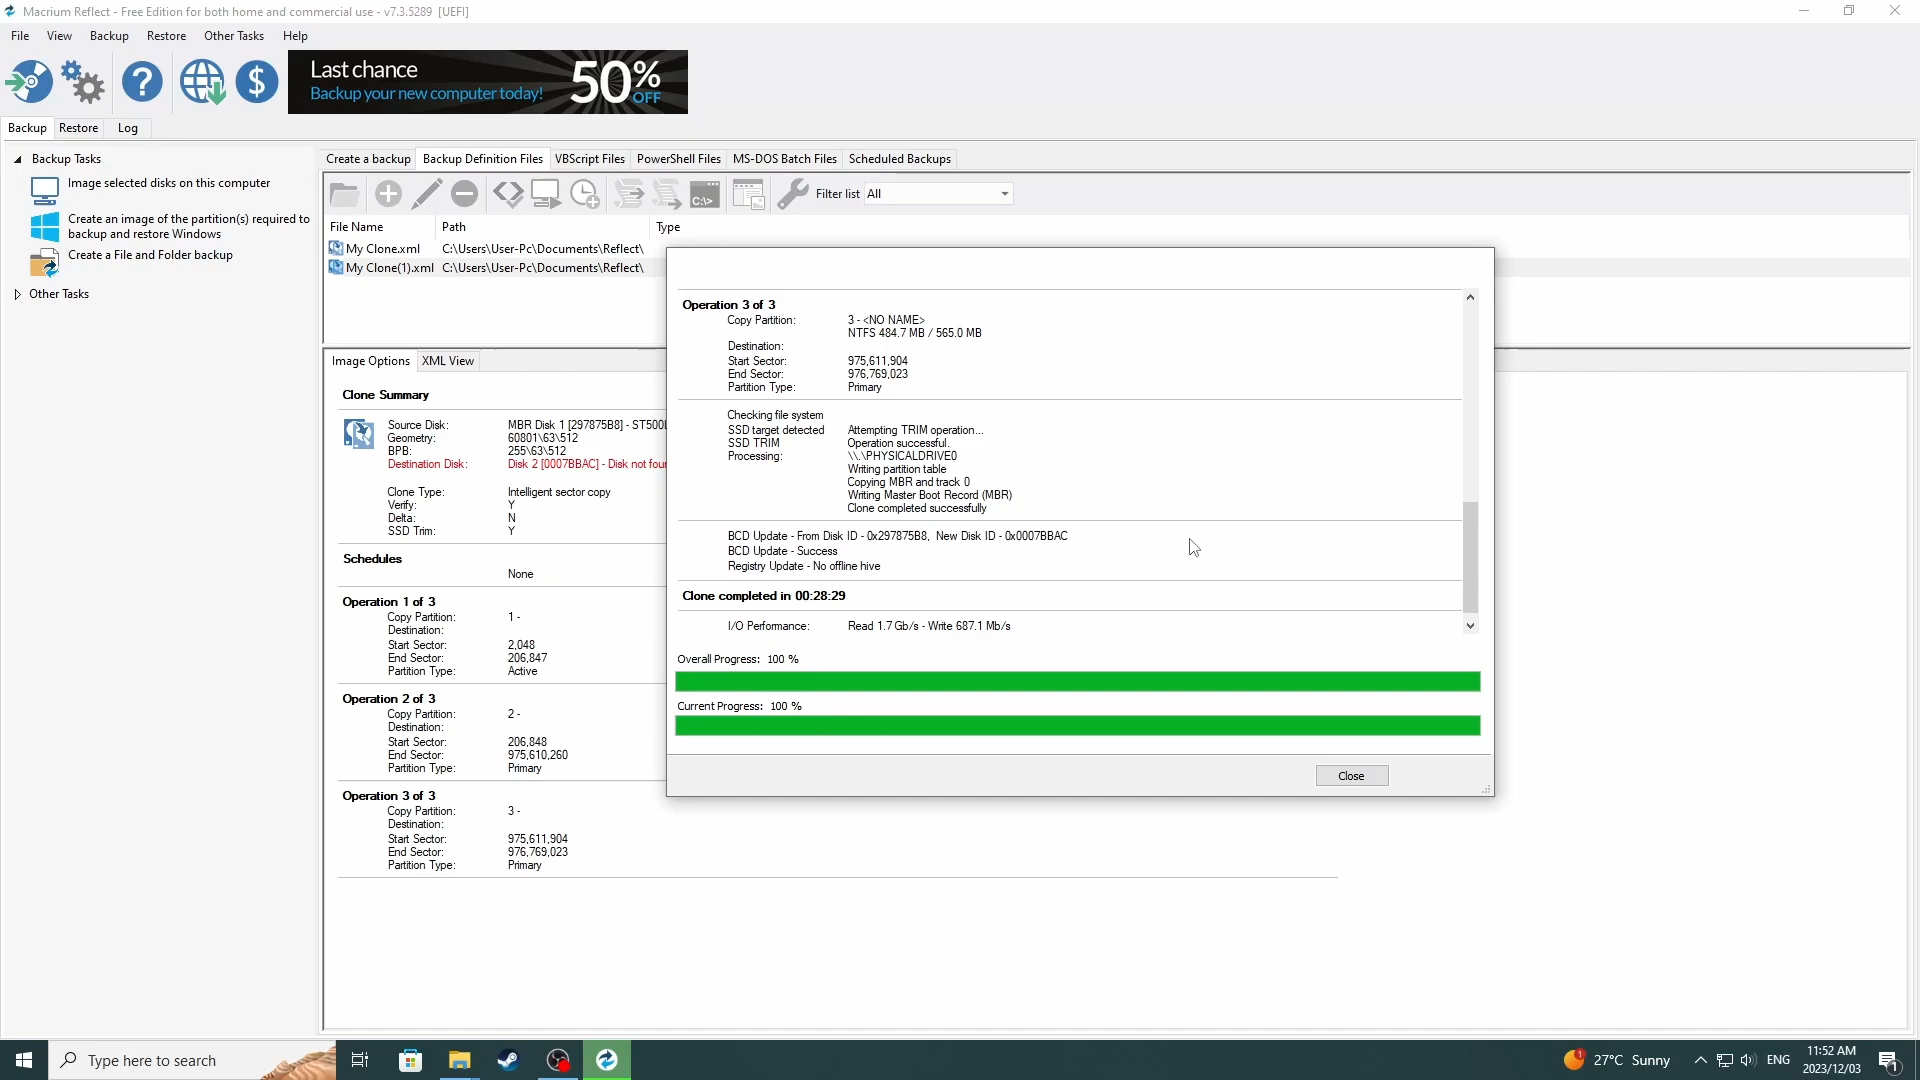 Macrium Reflect - Free Edition for both home and commercial use - v7.3.5289 [UEFI]
File View Backup Restore Other Tasks Help
Last chance
Backup your new computer today!
50% OFF
Backup Restore Log
Backup Tasks
Image selected disks on this computer
Create an image of the partition(s) required to
backup and restore Windows
Create a File and Folder backup
Other Tasks
Create a backup Backup Definition Files VBScript Files PowerShell Files MS-DOS Batch Files Scheduled Backups
C:\>
Filter list All
File Name Path Type
My Clone.xml C:\Users\User-Pc\Documents\Reflect\
My Clone(1).xml C:\Users\User-Pc\Documents\Reflect\
Image Options XML View
Clone Summary
Source Disk: MBR Disk 1 [297875B8] - ST500L
Geometry: 60801\63\512
BPB: 255\63\512
Destination Disk: Disk 2 [0007BBAC] - Disk not foun
Clone Type: Intelligent sector copy
Verify: Y
Delta: N
SSD Trim: Y
Schedules
None
Operation 1 of 3
Copy Partition: 1 -
Destination:
Start Sector: 2,048
End Sector: 206,847
Partition Type: Active
Operation 2 of 3
Copy Partition: 2 -
Destination:
Start Sector: 206,848
End Sector: 975,610,260
Partition Type: Primary
Operation 3 of 3
Copy Partition: 3 -
Destination:
Start Sector: 975,611,904
End Sector: 976,769,023
Partition Type: Primary
Operation 3 of 3
Copy Partition: 3 - <NO NAME>
NTFS 484.7 MB / 565.0 MB
Destination:
Start Sector: 975,611,904
End Sector: 976,769,023
Partition Type: Primary
Checking file system
SSD target detected Attempting TRIM operation...
SSD TRIM Operation successful.
Processing: \\.\PHYSICALDRIVE0
Writing partition table
Copying MBR and track 0
Writing Master Boot Record (MBR)
Clone completed successfully
BCD Update - From Disk ID - 0x297875B8, New Disk ID - 0x0007BBAC
BCD Update - Success
Registry Update - No offline hive
Clone completed in 00:28:29
I/O Performance: Read 1.7 Gb/s - Write 687.1 Mb/s
Overall Progress: 100 %
Current Progress: 100 %
Close
Type here to search
1
27°C Sunny
ENG
11:52 AM
2023/12/03
1